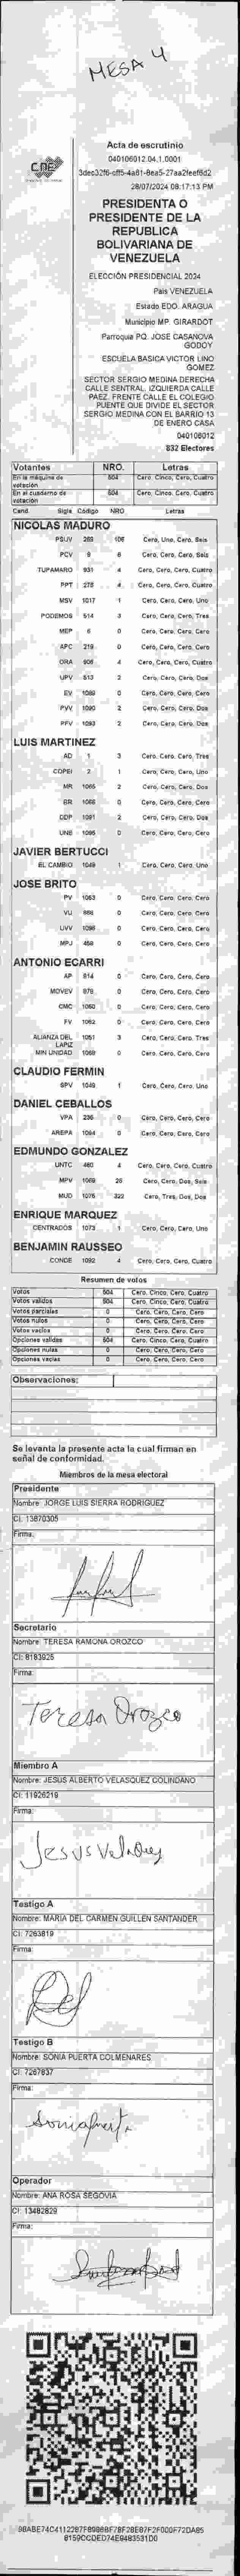 MESA 4
CNE
Acta de escrutinio
040106012.04.1.0001
28/07/2024 08:17:13 PM
PRESIDENTA O
PRESIDENTE DE LA
REPUBLICA
BOLIVARIANA DE
VENEZUELA
ELECCIÓN PRESIDENCIAL 2024
Pais VENEZUELA
Estado EDO. ARAGUA
Municipio MP. GIRARDOT
Parroquia PQ. JOSE CASANOVA
GODOY
ESCUELA BASICA VICTOR LINO
GOMEZ
SECTOR SERGIO MEDINA DERECHA
CALLE SENTRAL. IZQUIERDA CALLE
PAEZ. FRENTE CALLE EL COLEGIO
PUENTE QUE DIVIDE EL SECTOR
SERGIO MEDINA CON EL BARRIO 13
DE ENERO CASA
040106012
832 Electores
Votantes NRO. Letras
En la máquina de votación 504 Cero, Cinco, Cero, Cuatro
En el cuaderno de votación 504 Cero, Cinco, Cero, Cuatro
Cand. Sigla Código NRO. Letras
NICOLAS MADURO
PSUV 106 Cero, Uno, Cero, Seis
PCV 6 Cero, Cero, Cero, Seis
TUPAMARO 931 4 Cero, Cero, Cero, Cuatro
PPT 4 Cero, Cero, Cero, Cuatro
MSV 1017 1 Cero, Cero, Cero, Uno
PODEMOS 514 3 Cero, Cero, Cero, Tres
MEP 6 0 Cero, Cero, Cero, Cero
APC 219 0 Cero, Cero, Cero, Cero
ORA 906 4 Cero, Cero, Cero, Cuatro
UPV 513 2 Cero, Cero, Cero, Dos
EV 1089 0 Cero, Cero, Cero, Cero
PVV 1090 2 Cero, Cero, Cero, Dos
PFV 1093 2 Cero, Cero, Cero, Dos
LUIS MARTINEZ
AD 1 3 Cero, Cero, Cero, Tres
COPEI 2 1 Cero, Cero, Cero, Uno
MR 1065 2 Cero, Cero, Cero, Dos
BR 1068 0 Cero, Cero, Cero, Cero
DDP 1091 2 Cero, Cero, Cero, Dos
UNE 1095 0 Cero, Cero, Cero, Cero
JAVIER BERTUCCI
EL CAMBIO 1049 1 Cero, Cero, Cero, Uno
JOSE BRITO
PV 1063 0 Cero, Cero, Cero, Cero
VU 888 0 Cero, Cero, Cero, Cero
UVV 1096 0 Cero, Cero, Cero, Cero
MPJ 458 0 Cero, Cero, Cero, Cero
ANTONIO ECARRI
AP 914 0 Cero, Cero, Cero, Cero
MOVEV 978 0 Cero, Cero, Cero, Cero
CMC 1060 0 Cero, Cero, Cero, Cero
FV 1062 0 Cero, Cero, Cero, Cero
ALIANZA DEL LAPIZ 1051 3 Cero, Cero, Cero, Tres
MIN UNIDAD 0 Cero, Cero, Cero, Cero
CLAUDIO FERMIN
SPV 1 Cero, Cero, Cero, Uno
DANIEL CEBALLOS
VPA 236 0 Cero, Cero, Cero, Cero
AREPA 1064 0 Cero, Cero, Cero, Cero
EDMUNDO GONZALEZ
UNTC 480 4 Cero, Cero, Cero, Cuatro
MPV 1069 26 Cero, Cero, Dos, Seis
MUD 1076 322 Cero, Tres, Dos, Dos
ENRIQUE MARQUEZ
CENTRADOS 1073 1 Cero, Cero, Cero, Uno
BENJAMIN RAUSSEO
CONDE 1092 4 Cero, Cero, Cero, Cuatro
Resumen de votos
Votos 504 Cero, Cinco, Cero, Cuatro
Votos válidos 504 Cero, Cinco, Cero, Cuatro
Votos parciales 0 Cero, Cero, Cero, Cero
Votos nulos 0 Cero, Cero, Cero, Cero
Votos vacíos 0 Cero, Cero, Cero, Cero
Opciones válidas 504 Cero, Cinco, Cero, Cuatro
Opciones nulas 0 Cero, Cero, Cero, Cero
Opciones vacías 0 Cero, Cero, Cero, Cero
Observaciones:
Se levanta la presente acta la cual firman en
señal de conformidad.
Miembros de la mesa electoral
Presidente
Nombre: JORGE LUIS SIERRA RODRIGUEZ
CI: 13870305
Firma:
Secretario
Nombre: TERESA RAMONA OROZCO
CI: 8183925
Firma:
Teresa Orozco
Miembro A
Nombre: JESUS ALBERTO VELASQUEZ COLINDANO
CI: 11926219
Firma:
Testigo A
Nombre: MARIA DEL CARMEN GUILLEN SANTANDER
CI: 7263819
Firma:
Testigo B
Nombre: SONIA PUERTA COLMENARES
CI: 7267837
Firma:
Operador
Nombre: ANA ROSA SEGOVIA
CI: 13482829
Firma: